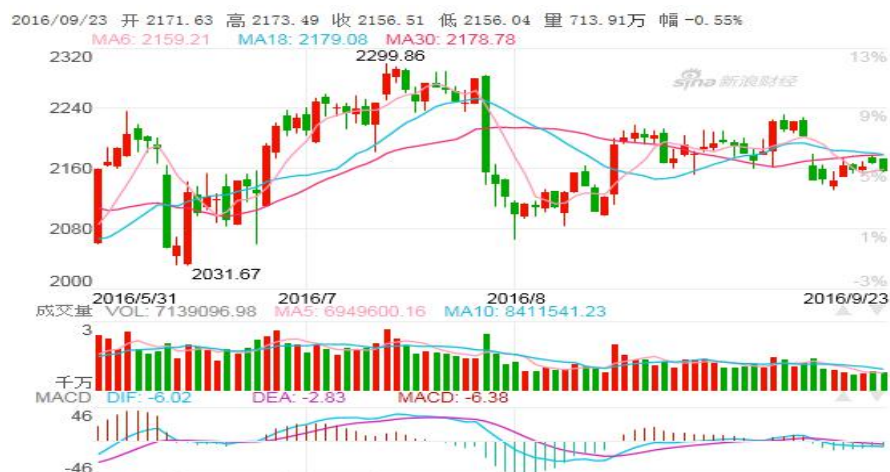 2016/09/23 开 2171.63 高 2173.49 收 2156.51 低 2156.04 量 713.91万 幅 -0.55%
MA6: 2159.21 MA18: 2179.08 MA30: 2178.78
2320 2299.86 13%
sina 新浪财经
2240 9%
2160 5%
2080 1%
2031.67
2000 -3%
2016/5/31 2016/7 2016/8 2016/9/23
成交量 VOL: 7139096.98 MA5: 6949600.16 MA10: 8411541.23
3
千万
MACD DIF: -6.02 DEA: -2.83 MACD: -6.38
46
-46